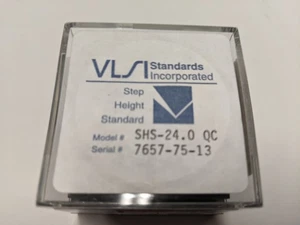 VLSI Standards
Incorporated
Step
Height
Standard
Model # SHS-24.0 QC
Serial # 7657-75-13